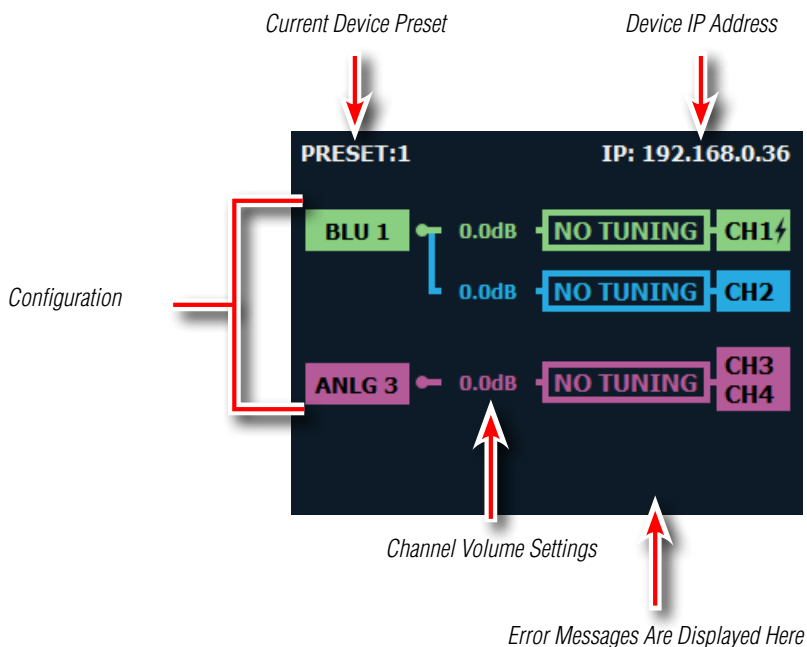 Current Device Preset
Device IP Address
PRESET:1
IP: 192.168.0.36
BLU 1
0.0dB
NO TUNING
CH1
Configuration
0.0dB
NO TUNING
CH2
ANLG 3
0.0dB
NO TUNING
CH3
CH4
Channel Volume Settings
Error Messages Are Displayed Here